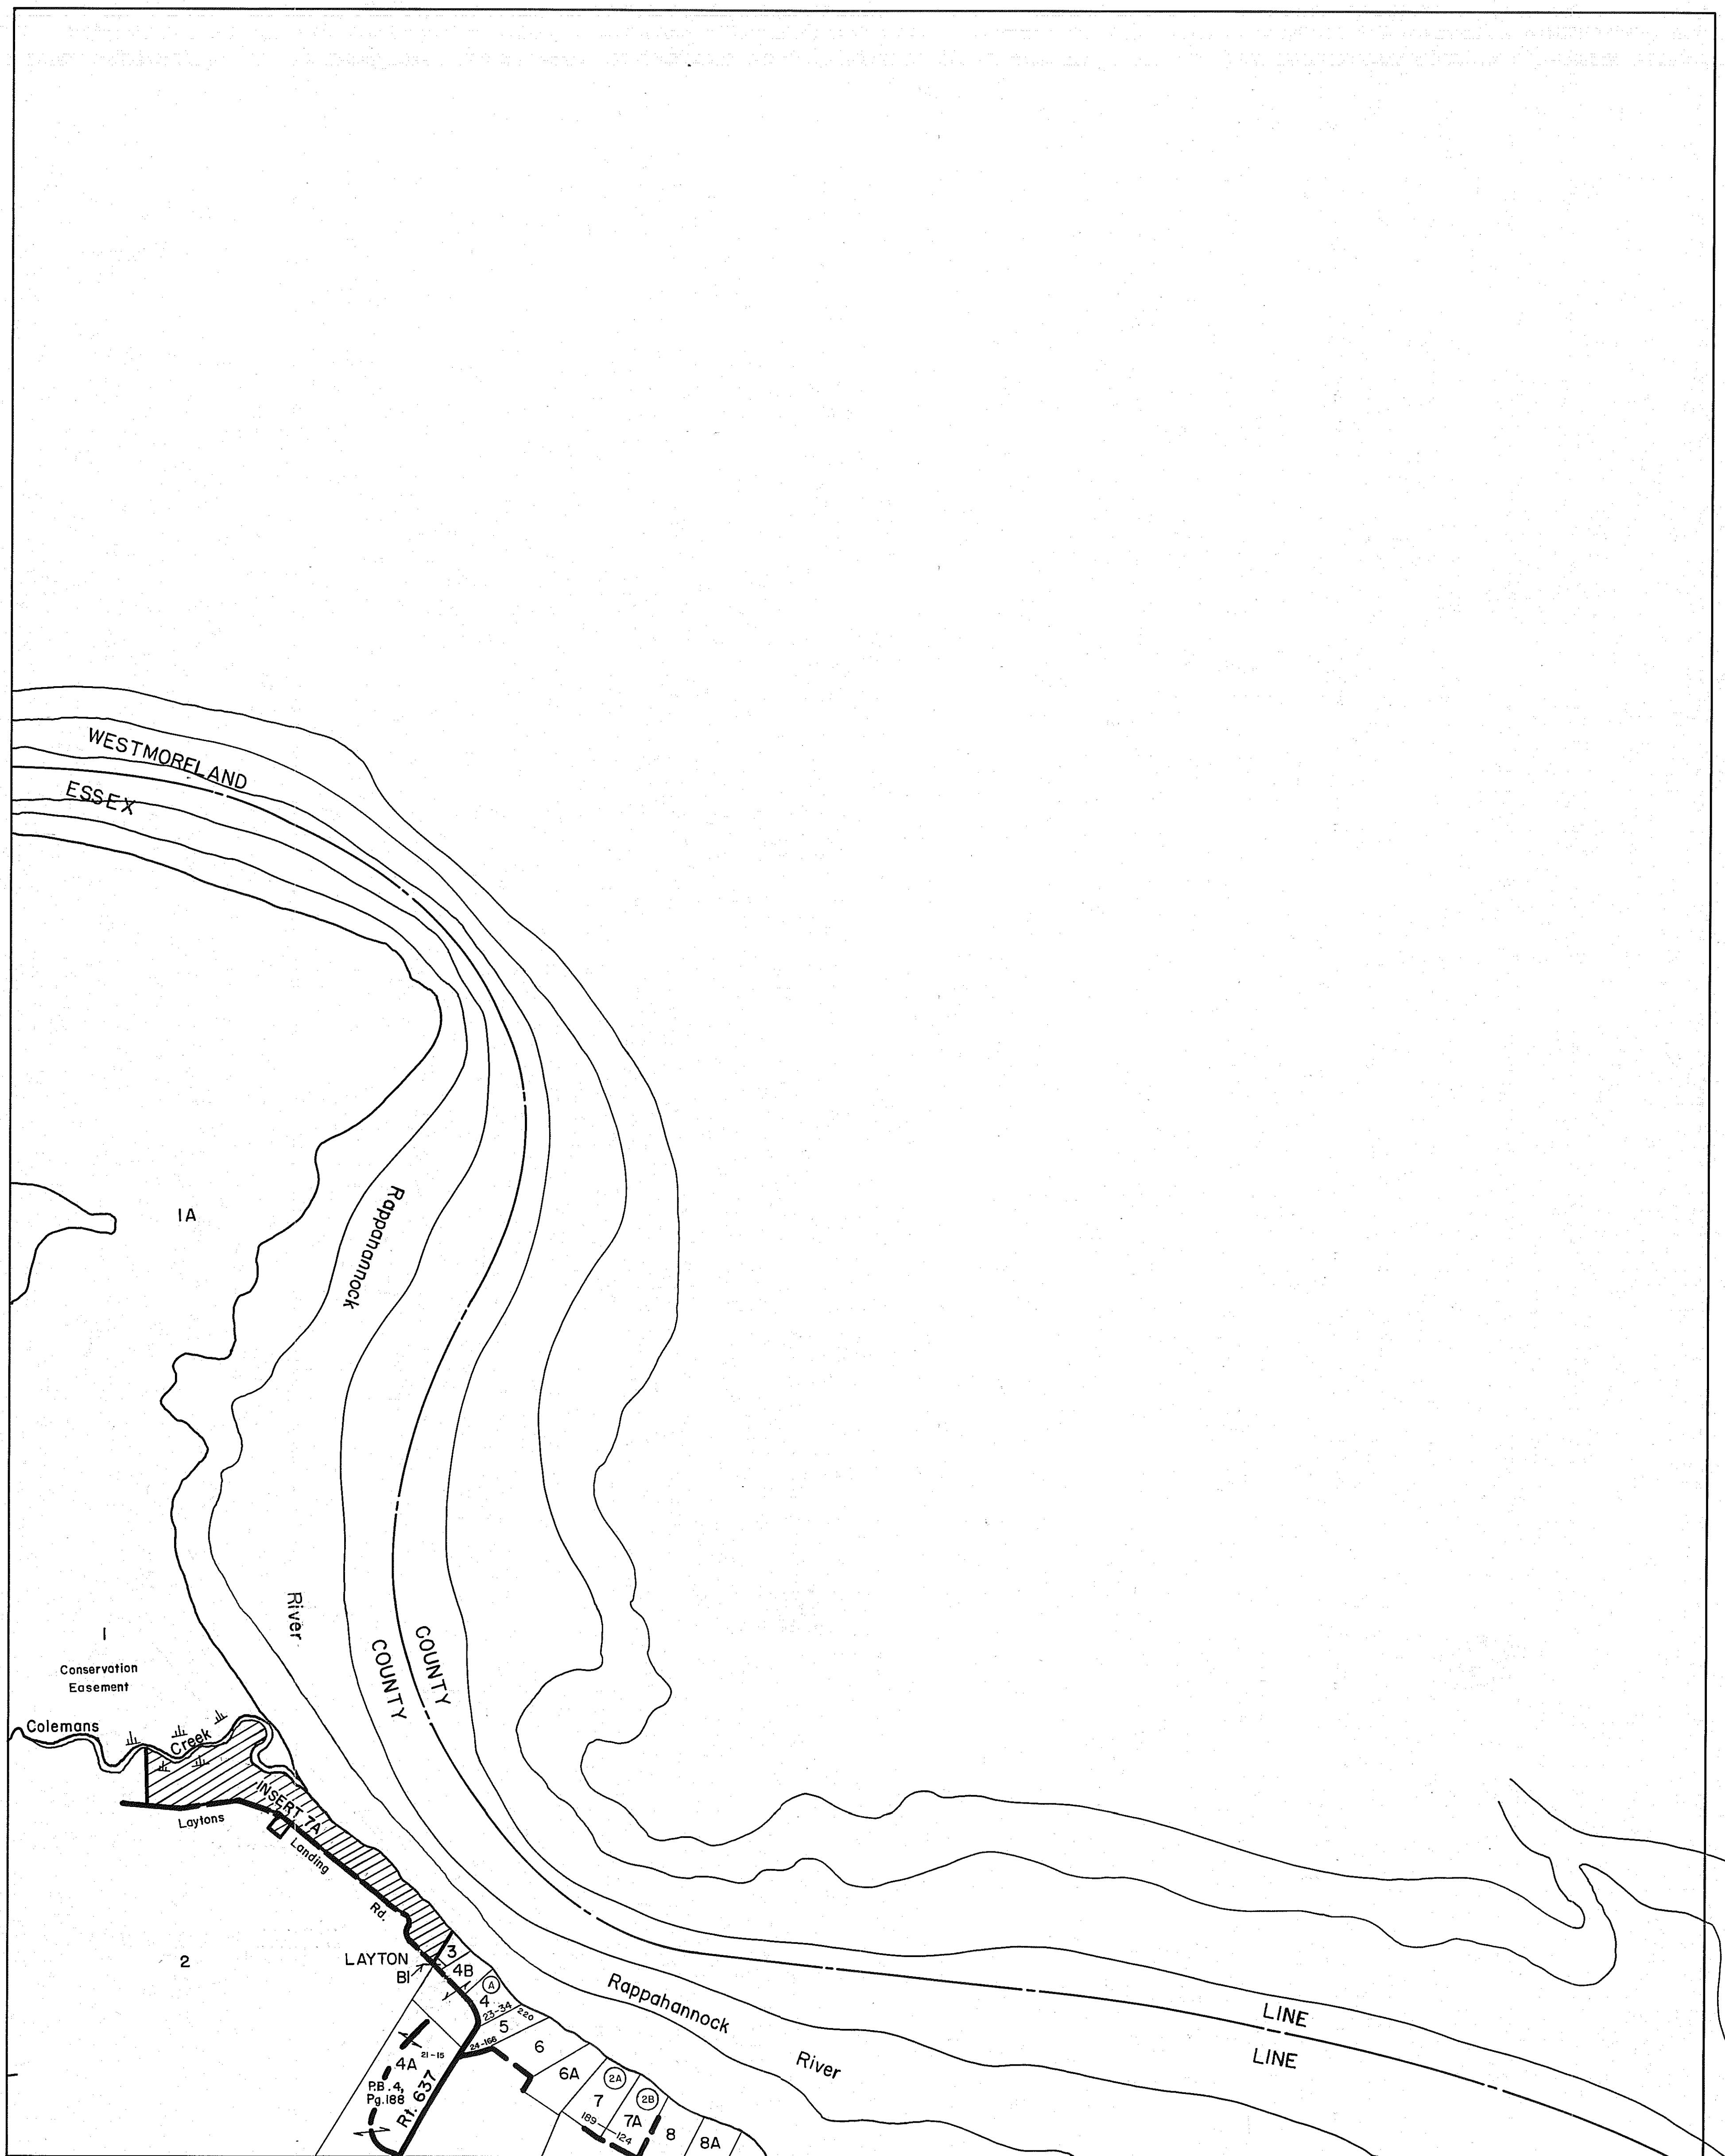 WESTMORELAND
ESSEX
Rappahannock
1A
River
1
Conservation
Easement
COUNTY
COUNTY
Colemans
Creek
INSERT 7A
Laytons
Landing
Rd.
2
LAYTON
B1
3
4B
A
4
23-34
220
5
24-166
6
4A
21-15
P.B. 4,
Pg. 188
Rt. 637
6A
2A
7
2B
7A
189
124
8
8A
Rappahannock
River
LINE
LINE